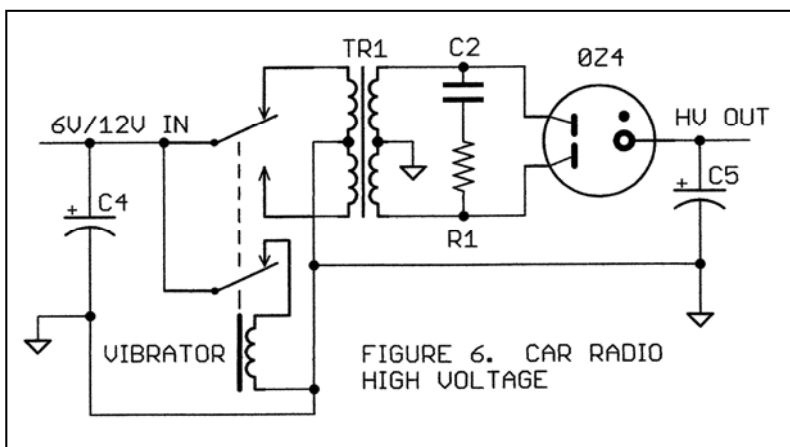 TR1
C2
0Z4
6V/12V IN
HV OUT
+
C4
+
C5
R1
VIBRATOR
FIGURE 6. CAR RADIO
HIGH VOLTAGE